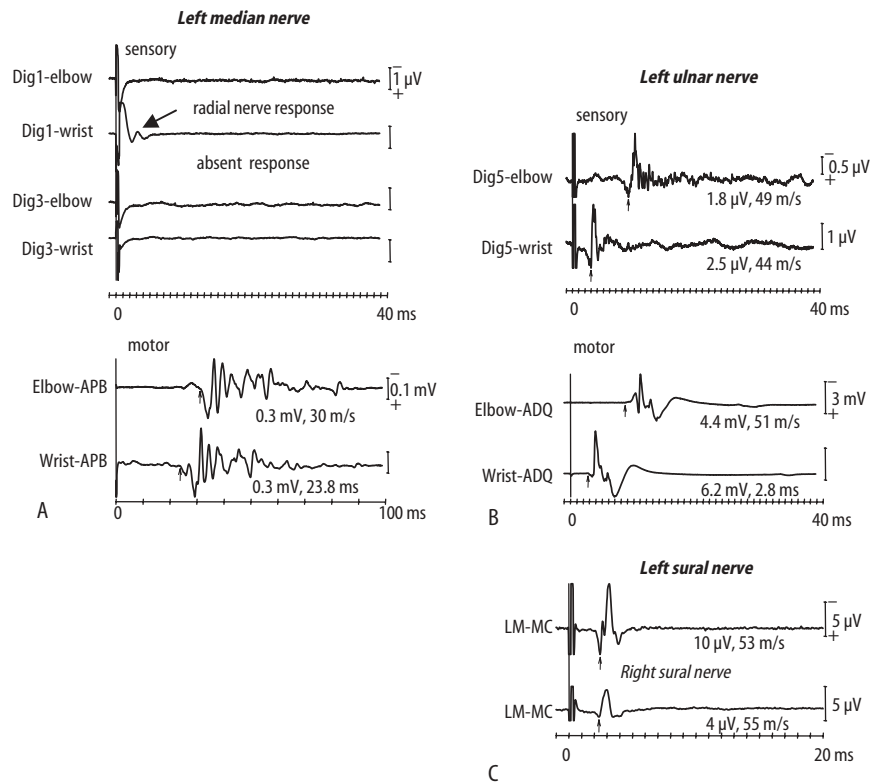 Left median nerve
sensory
Dig1-elbow
−
1 µV
+
radial nerve response
Dig1-wrist
absent response
Dig3-elbow
Dig3-wrist
0
40 ms
motor
Elbow-APB
−
0.1 mV
+
0.3 mV, 30 m/s
Wrist-APB
0.3 mV, 23.8 ms
A
0
100 ms
Left ulnar nerve
sensory
Dig5-elbow
−
0.5 µV
+
1.8 µV, 49 m/s
Dig5-wrist
1 µV
2.5 µV, 44 m/s
0
40 ms
motor
Elbow-ADQ
−
3 mV
+
4.4 mV, 51 m/s
Wrist-ADQ
6.2 mV, 2.8 ms
B
0
40 ms
Left sural nerve
LM-MC
−
5 µV
+
10 µV, 53 m/s
Right sural nerve
LM-MC
5 µV
4 µV, 55 m/s
0
20 ms
C